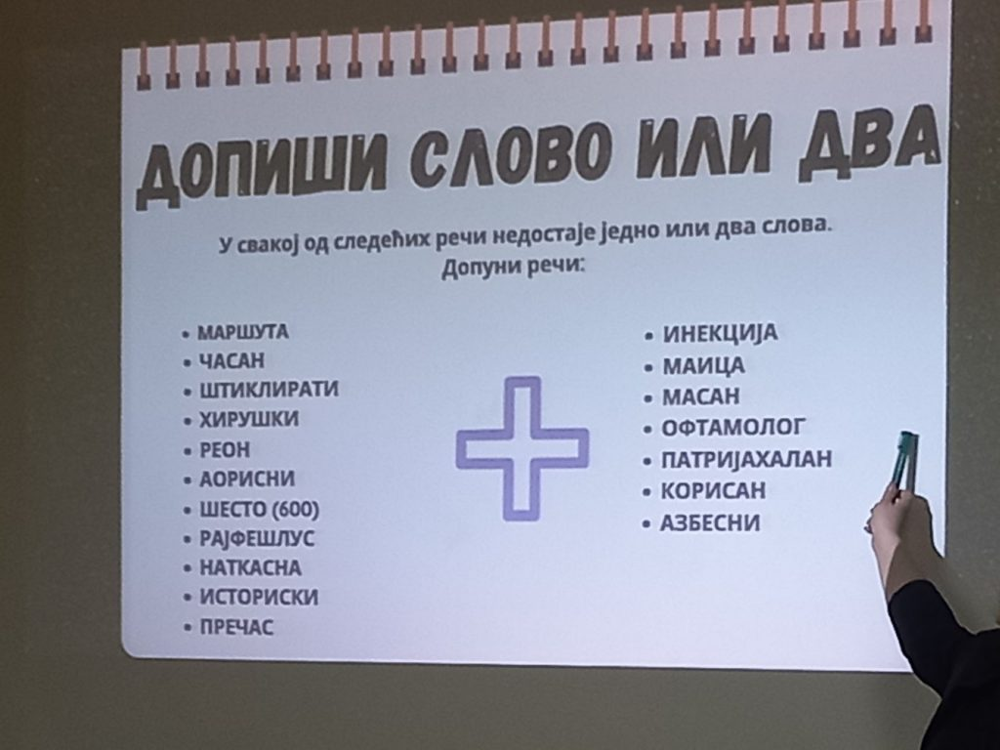 ДОПИШИ СЛОВО ИЛИ ДВА
У свакој од следећих речи недостаје једно или два слова.
Допуни речи:
• МАРШУТА
• ЧАСАН
• ШТИКЛИРАТИ
• ХИРУШКИ
• РЕОН
• АОРИСНИ
• ШЕСТО (600)
• РАЈФЕШЛУС
• НАТКАСНА
• ИСТОРИСКИ
• ПРЕЧАС
• ИНЕКЦИЈА
• МАИЦА
• МАСАН
• ОФТАМОЛОГ
• ПАТРИЈАХАЛАН
• КОРИСАН
• АЗБЕСНИ